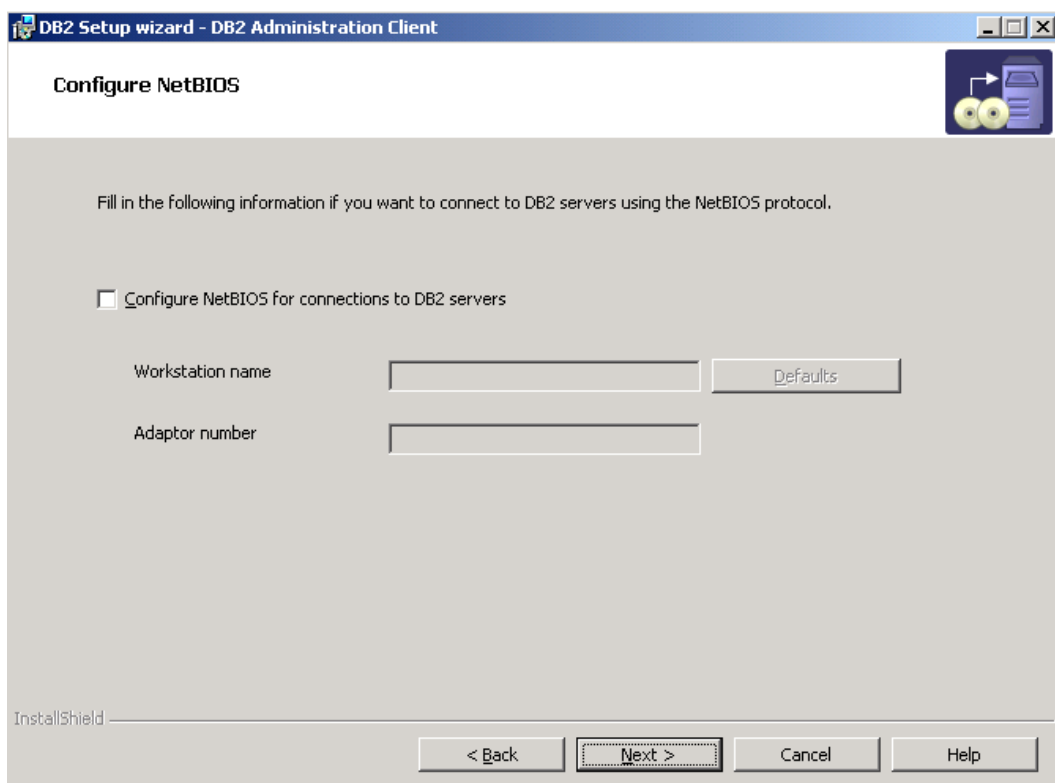 DB2 Setup wizard - DB2 Administration Client
Configure NetBIOS
Fill in the following information if you want to connect to DB2 servers using the NetBIOS protocol.
Configure NetBIOS for connections to DB2 servers
Workstation name
Defaults
Adaptor number
InstallShield
< Back
Next >
Cancel
Help